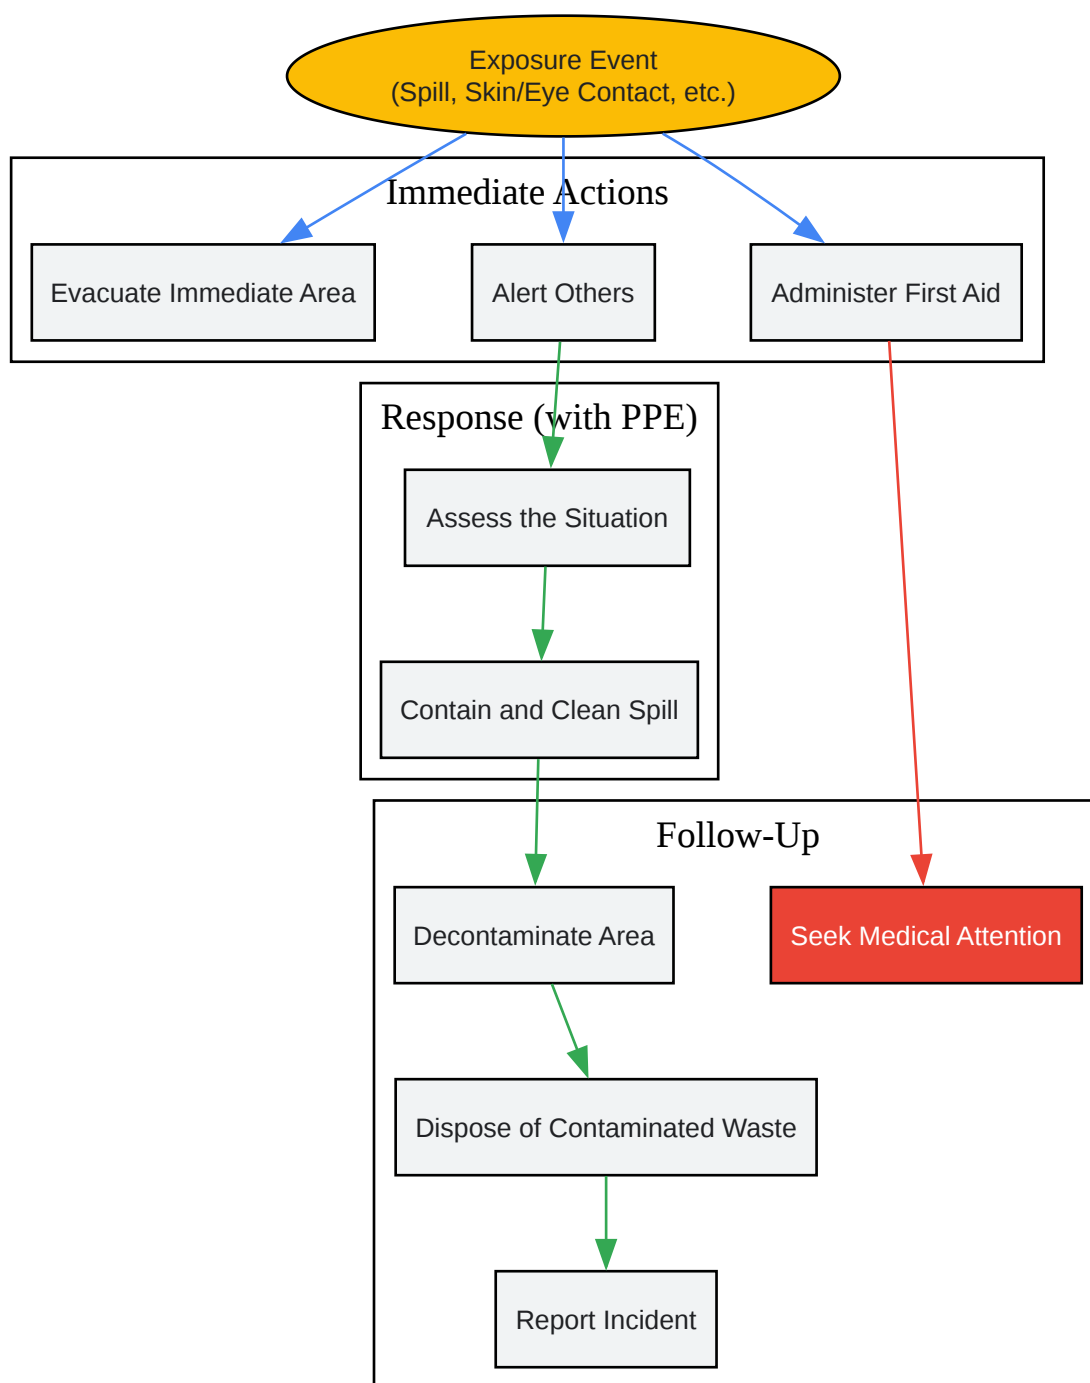 Exposure Event
(Spill, Skin/Eye Contact, etc.)
Immediate Actions
Evacuate Immediate Area
Alert Others
Administer First Aid
Response (with PPE)
Assess the Situation
Contain and Clean Spill
Follow-Up
Decontaminate Area
Seek Medical Attention
Dispose of Contaminated Waste
Report Incident